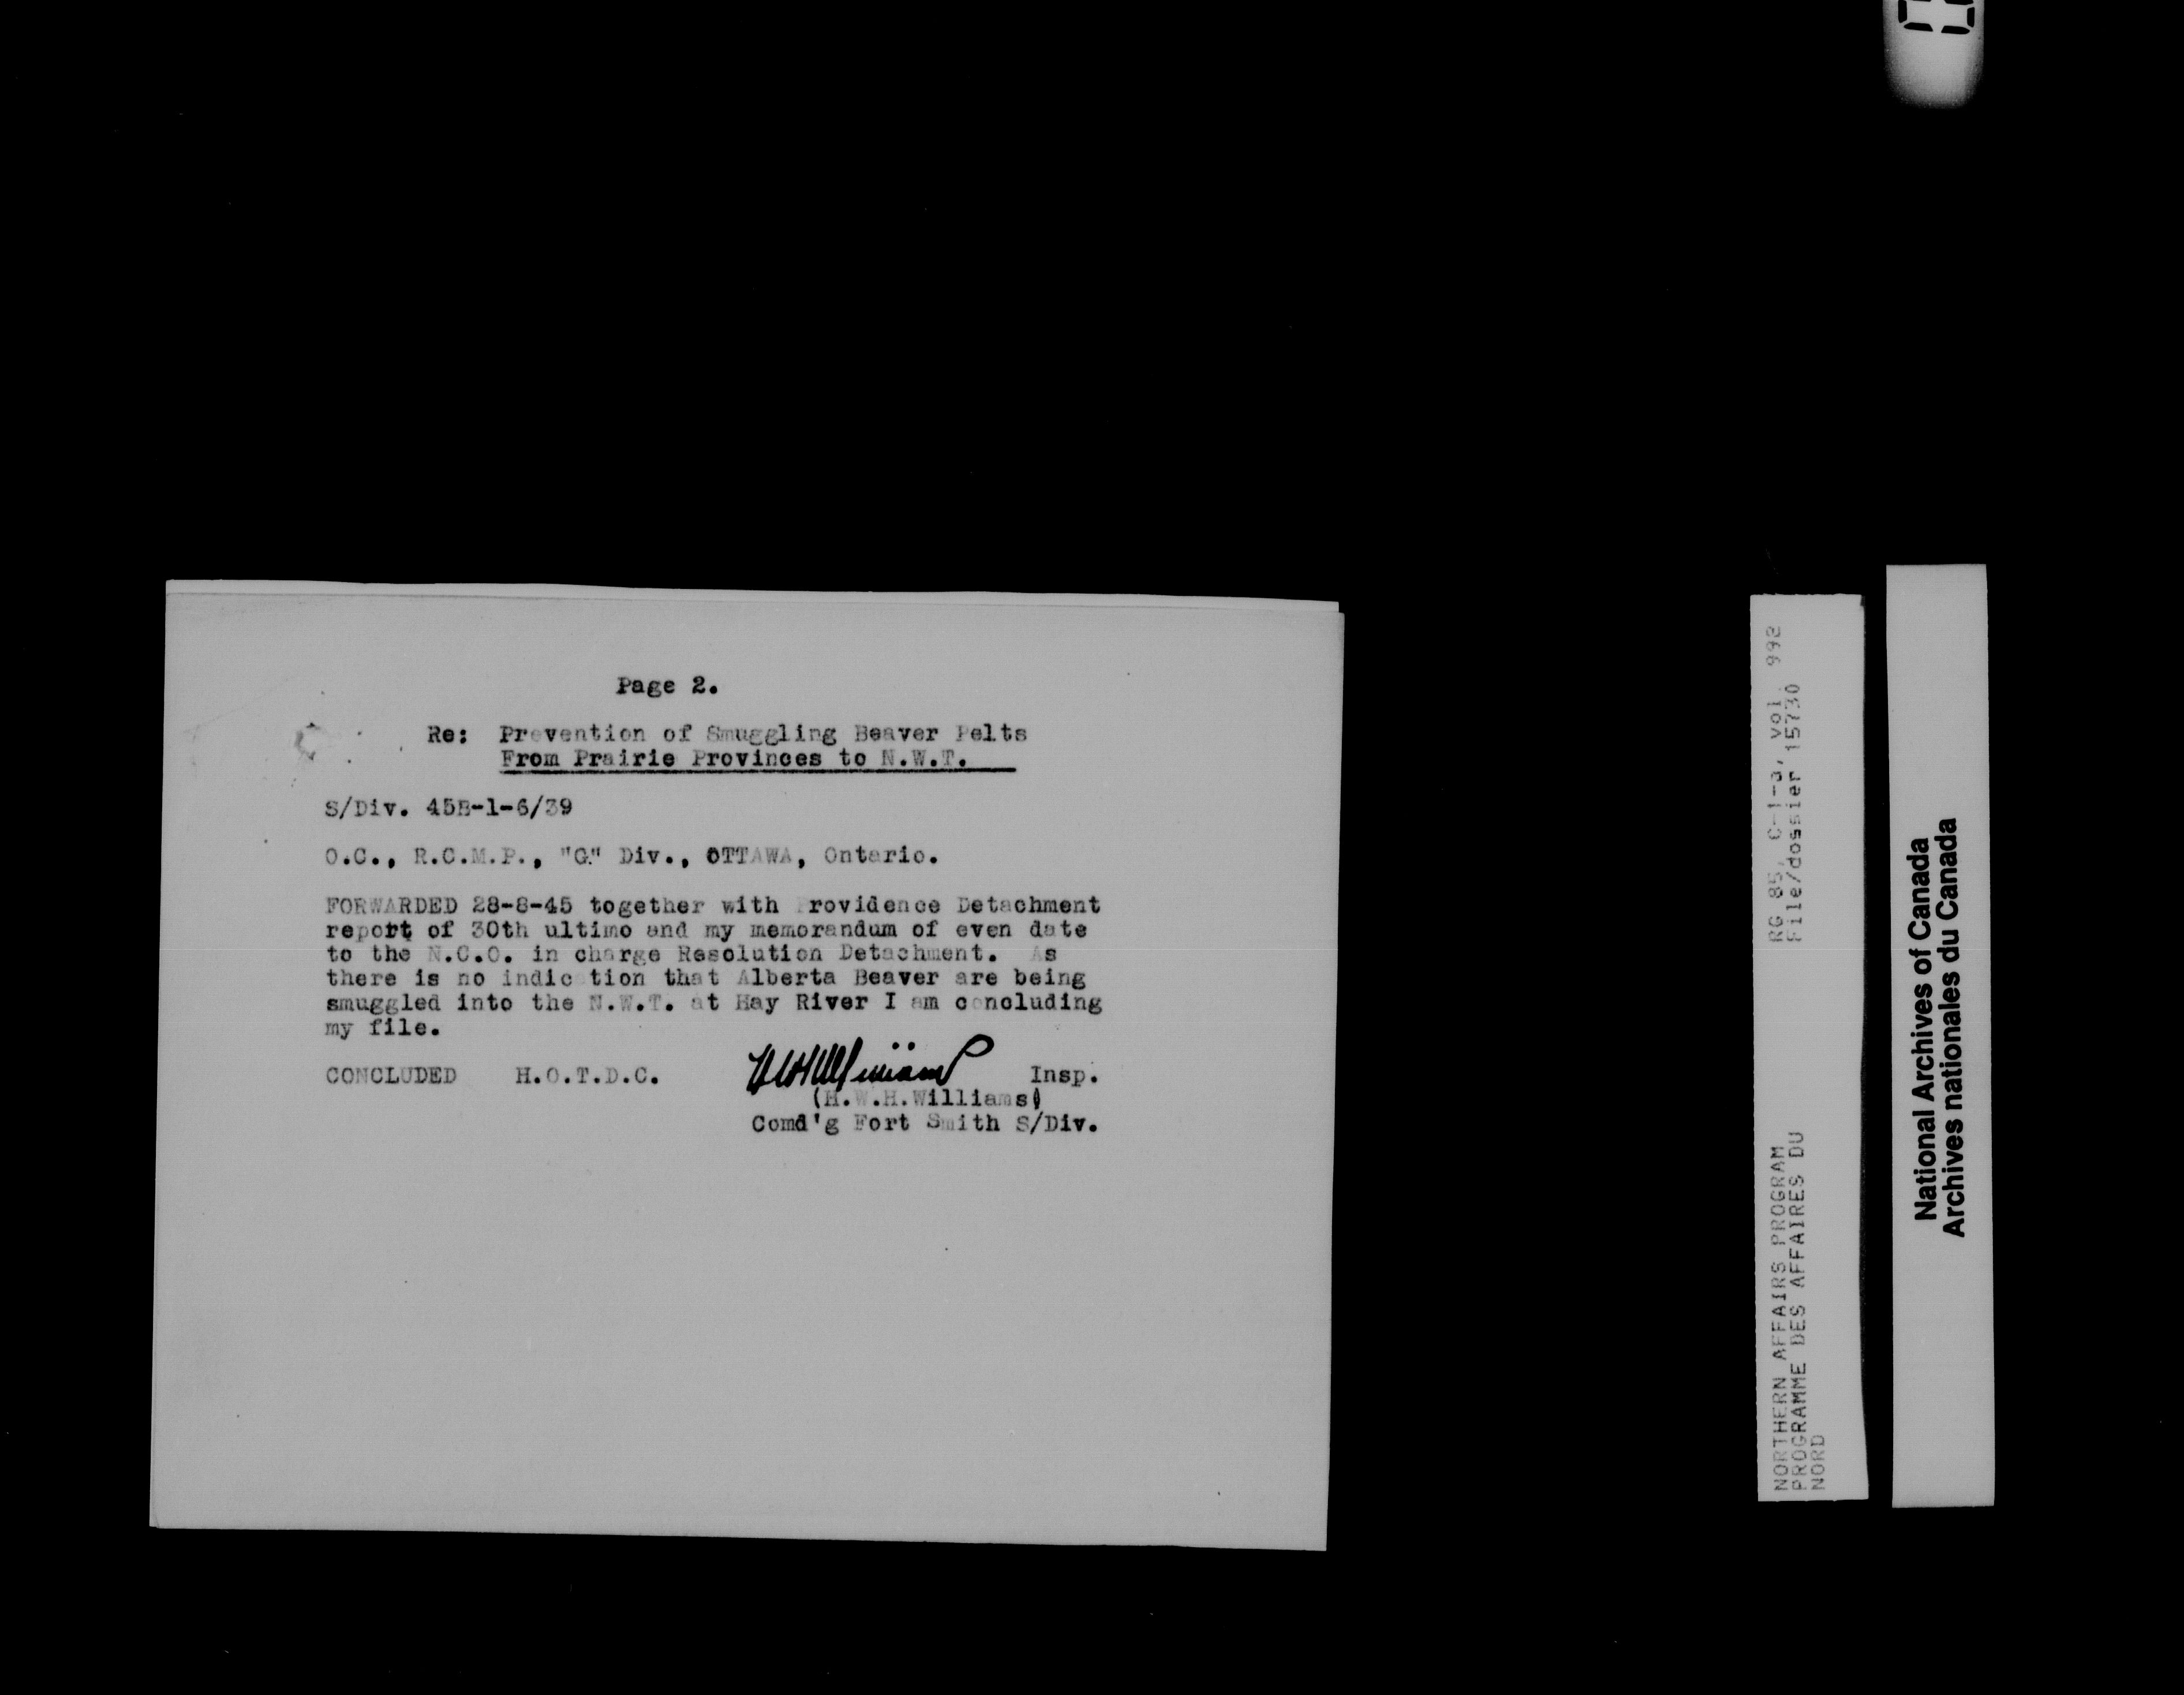 Page 2.
Re: Prevention of Smuggling Beaver Pelts
From Prairie Provinces to N.W.T.
S/Div. 45B-1-6/39
O.C., R.C.M.P., "G." Div., OTTAWA, Ontario.
FORWARDED 28-8-45 together with Providence Detachment
report of 30th ultimo and my memorandum of even date
to the N.C.O. in charge Resolution Detachment. As
there is no indication that Alberta Beaver are being
smuggled into the N.W.T. at Hay River I am concluding
my file.
CONCLUDED H.O.T.D.C. HWHWilliams Insp.
(H.W.H.Williams)
Comd'g Fort Smith S/Div.
RG 85, C-1-a, vol. 992
File/dossier 15730
NORTHERN AFFAIRS PROGRAM
PROGRAMME DES AFFAIRES DU
NORD
National Archives of Canada
Archives nationales du Canada